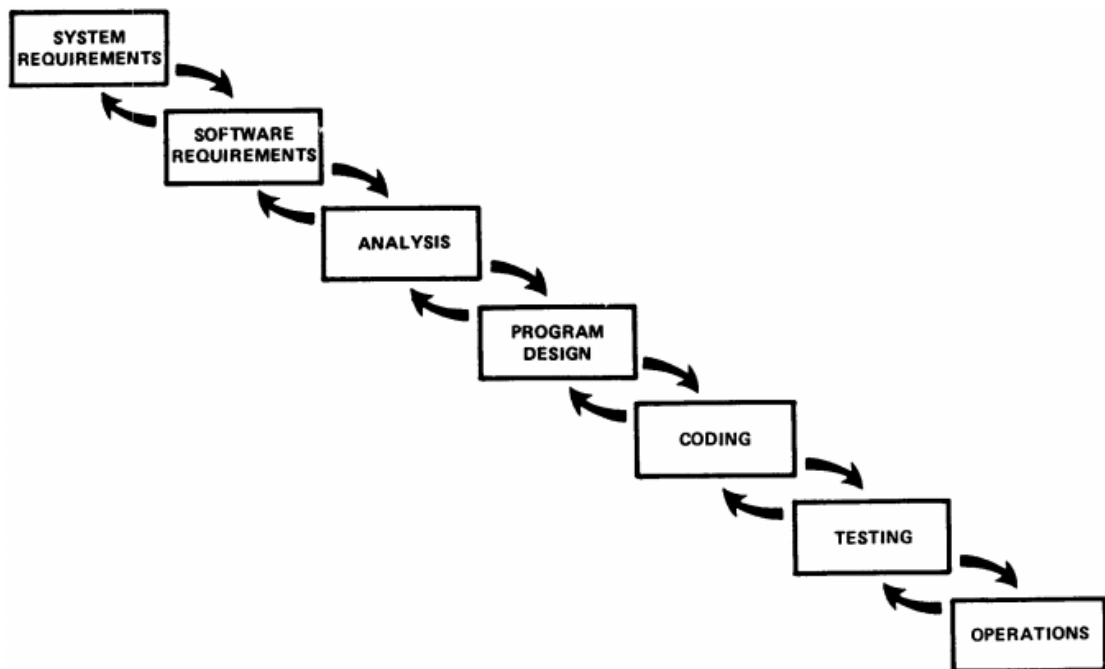 SYSTEM
REQUIREMENTS
SOFTWARE
REQUIREMENTS
ANALYSIS
PROGRAM
DESIGN
CODING
TESTING
OPERATIONS